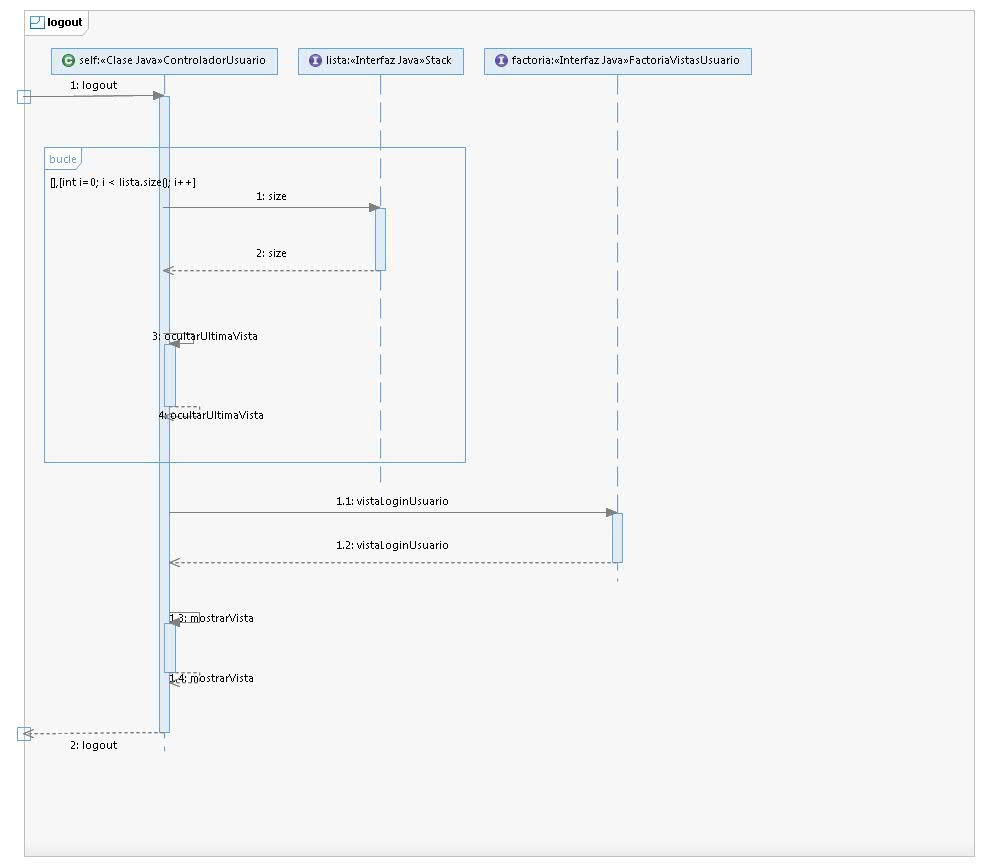 logout
self:«Clase Java»ControladorUsuario
lista:«Interfaz Java»Stack
factoria:«Interfaz Java»FactoriaVistasUsuario
1: logout
bucle
[],[int i=0; i < lista.size(); i++]
1: size
2: size
3: ocultarUltimaVista
4: ocultarUltimaVista
1.1: vistaLoginUsuario
1.2: vistaLoginUsuario
1.3: mostrarVista
1.4: mostrarVista
2: logout